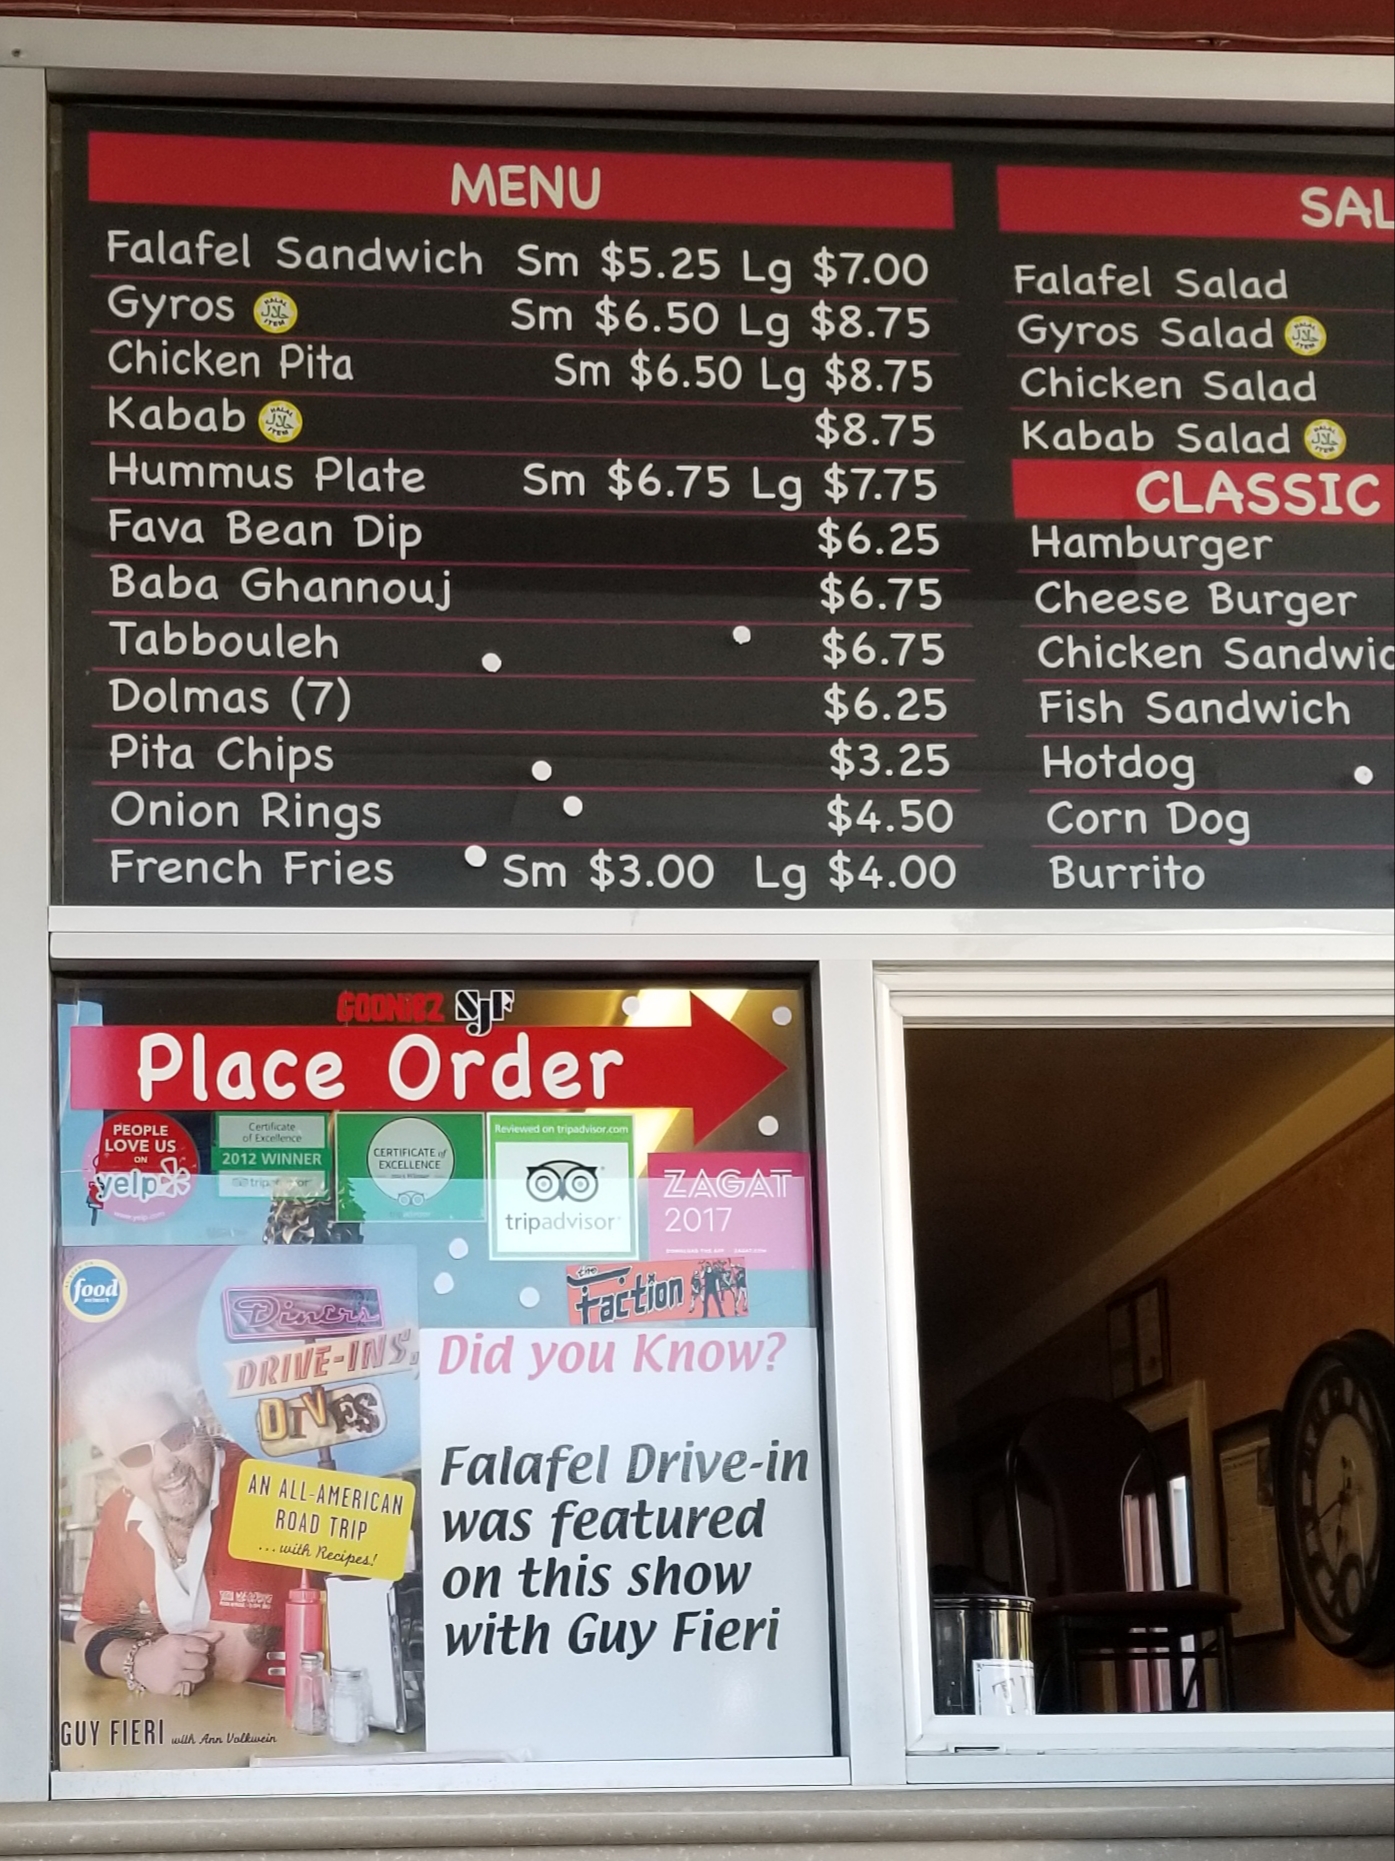 MENU
Falafel Sandwich Sm $5.25 Lg $7.00
Gyros Sm $6.50 Lg $8.75
Chicken Pita Sm $6.50 Lg $8.75
Kabab $8.75
Hummus Plate Sm $6.75 Lg $7.75
Fava Bean Dip $6.25
Baba Ghannouj $6.75
Tabbouleh $6.75
Dolmas (7) $6.25
Pita Chips $3.25
Onion Rings $4.50
French Fries Sm $3.00 Lg $4.00
SAL
Falafel Salad
Gyros Salad
Chicken Salad
Kabab Salad
CLASSIC
Hamburger
Cheese Burger
Chicken Sandwic
Fish Sandwich
Hotdog
Corn Dog
Burrito
SJF
Place Order
PEOPLE
LOVE US
ON
yelp
Certificate
of Excellence
2012 WINNER
CERTIFICATE of
EXCELLENCE
Reviewed on tripadvisor.com
tripadvisor
ZAGAT
2017
the
Faction
food
network
Diners
DRIVE-INS,
DIVES
AN ALL-AMERICAN
ROAD TRIP
...with Recipes!
GUY FIERI with Ann Volkwein
Did you Know?
Falafel Drive-in
was featured
on this show
with Guy Fieri